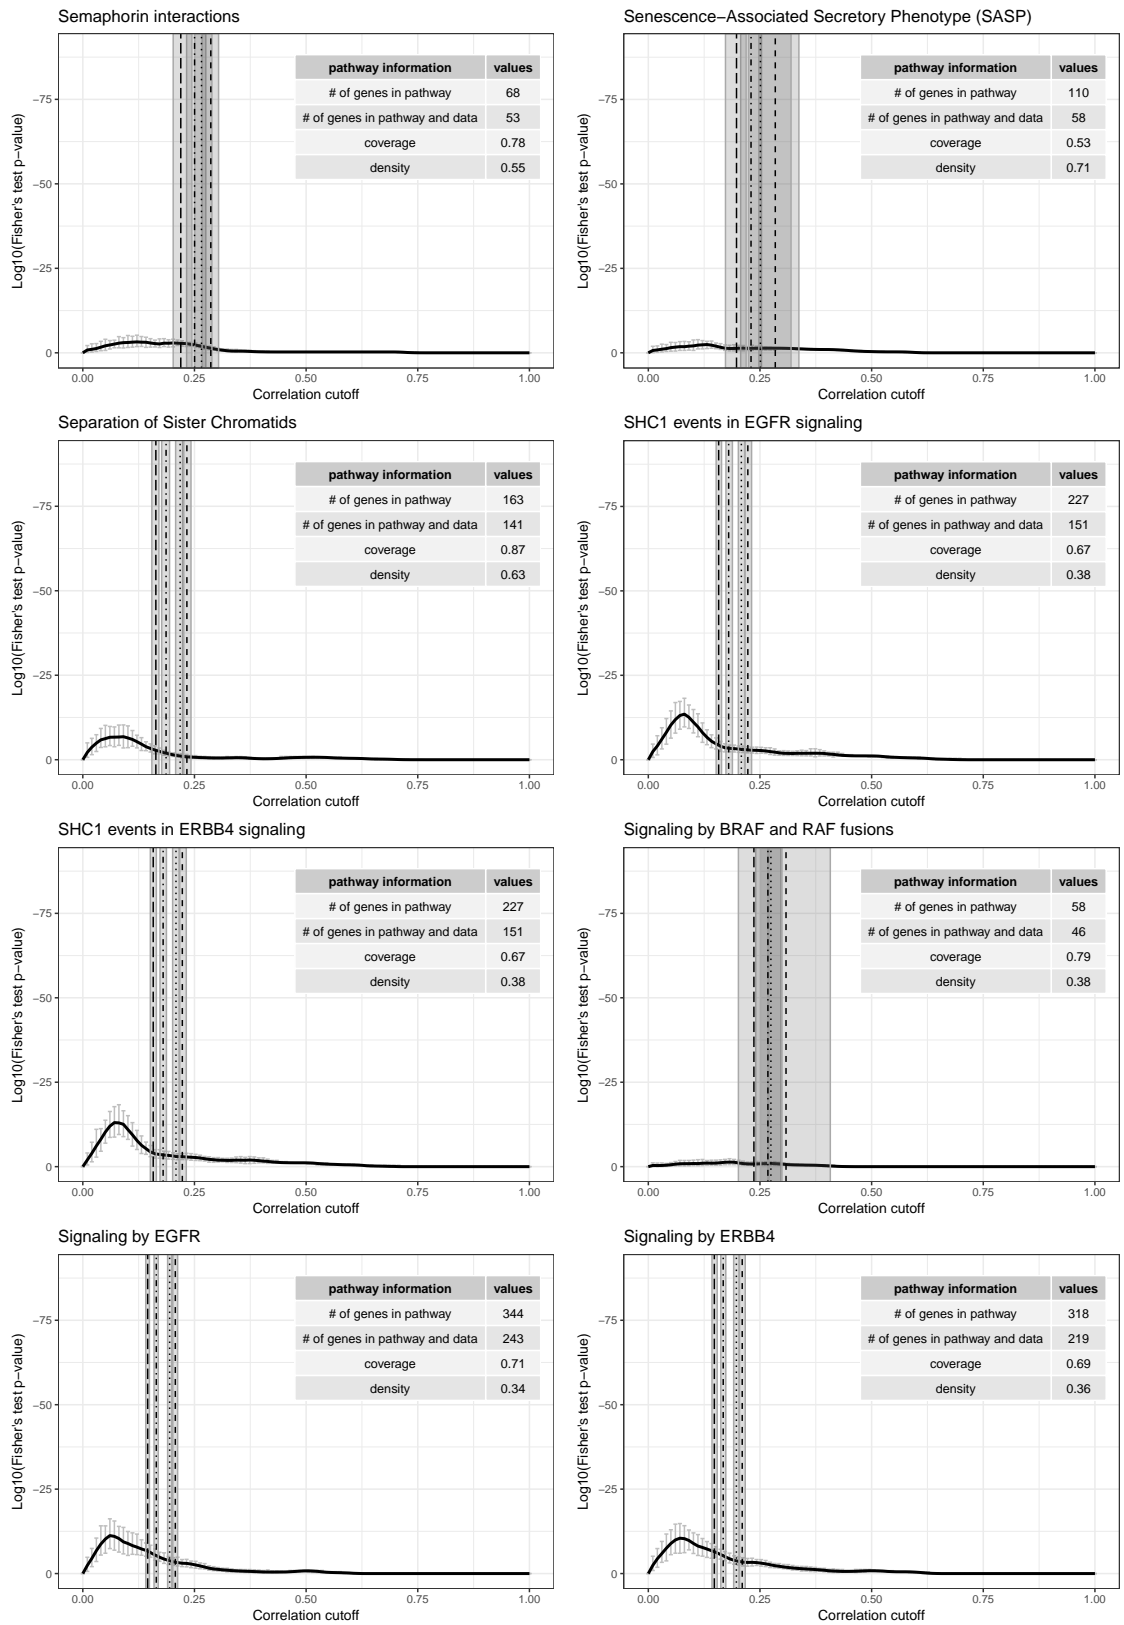 Semaphorin interactions
Log10(Fisher's test p−value)
−75
−50
−25
0
pathway information values
# of genes in pathway 68
# of genes in pathway and data 53
coverage 0.78
density 0.55
0.00 0.25 0.50 0.75 1.00
Correlation cutoff
Senescence−Associated Secretory Phenotype (SASP)
Log10(Fisher's test p−value)
−75
−50
−25
0
pathway information values
# of genes in pathway 110
# of genes in pathway and data 58
coverage 0.53
density 0.71
0.00 0.25 0.50 0.75 1.00
Correlation cutoff
Separation of Sister Chromatids
Log10(Fisher's test p−value)
−75
−50
−25
0
pathway information values
# of genes in pathway 163
# of genes in pathway and data 141
coverage 0.87
density 0.63
0.00 0.25 0.50 0.75 1.00
Correlation cutoff
SHC1 events in EGFR signaling
Log10(Fisher's test p−value)
−75
−50
−25
0
pathway information values
# of genes in pathway 227
# of genes in pathway and data 151
coverage 0.67
density 0.38
0.00 0.25 0.50 0.75 1.00
Correlation cutoff
SHC1 events in ERBB4 signaling
Log10(Fisher's test p−value)
−75
−50
−25
0
pathway information values
# of genes in pathway 227
# of genes in pathway and data 151
coverage 0.67
density 0.38
0.00 0.25 0.50 0.75 1.00
Correlation cutoff
Signaling by BRAF and RAF fusions
Log10(Fisher's test p−value)
−75
−50
−25
0
pathway information values
# of genes in pathway 58
# of genes in pathway and data 46
coverage 0.79
density 0.38
0.00 0.25 0.50 0.75 1.00
Correlation cutoff
Signaling by EGFR
Log10(Fisher's test p−value)
−75
−50
−25
0
pathway information values
# of genes in pathway 344
# of genes in pathway and data 243
coverage 0.71
density 0.34
0.00 0.25 0.50 0.75 1.00
Correlation cutoff
Signaling by ERBB4
Log10(Fisher's test p−value)
−75
−50
−25
0
pathway information values
# of genes in pathway 318
# of genes in pathway and data 219
coverage 0.69
density 0.36
0.00 0.25 0.50 0.75 1.00
Correlation cutoff